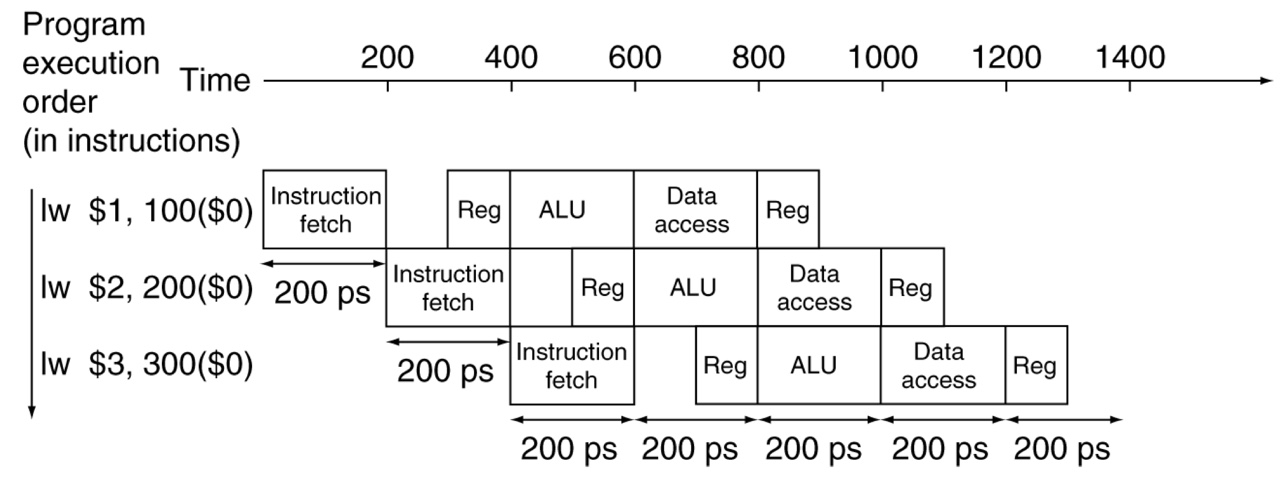 Program
execution
order
(in instructions)
Time
200 400 600 800 1000 1200 1400
lw $1, 100($0)
Instruction
fetch
Reg
ALU
Data
access
Reg
200 ps
lw $2, 200($0)
Instruction
fetch
Reg
ALU
Data
access
Reg
200 ps
lw $3, 300($0)
Instruction
fetch
Reg
ALU
Data
access
Reg
200 ps 200 ps 200 ps 200 ps 200 ps